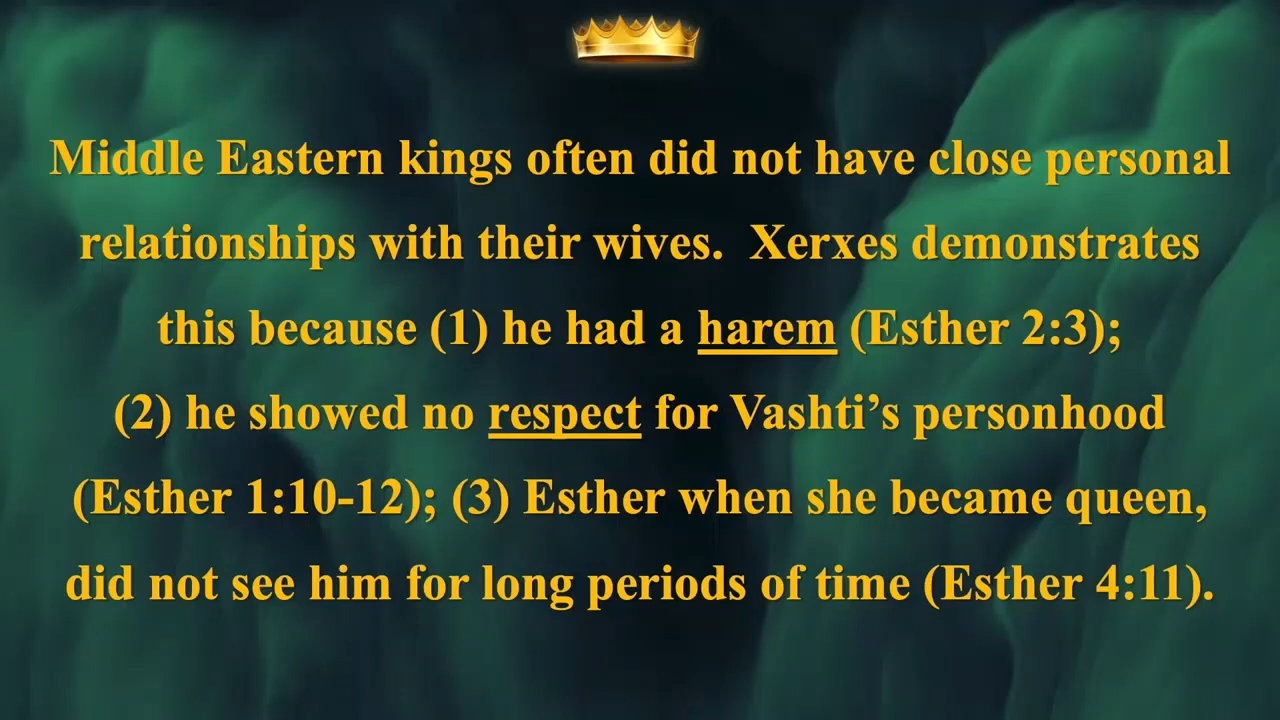 Middle Eastern kings often did not have close personal
relationships with their wives.  Xerxes demonstrates
this because (1) he had a harem (Esther 2:3);
(2) he showed no respect for Vashti’s personhood
(Esther 1:10-12); (3) Esther when she became queen,
did not see him for long periods of time (Esther 4:11).